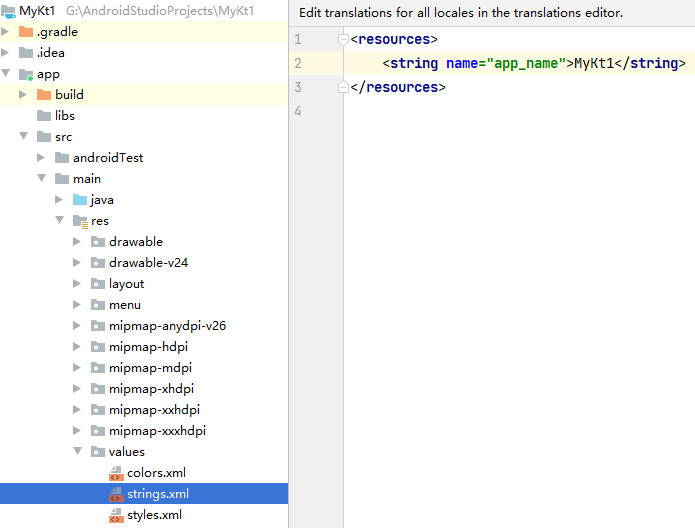 MyKt1 G:\AndroidStudioProjects\MyKt1
.gradle
.idea
app
build
libs
src
androidTest
main
java
res
drawable
drawable-v24
layout
menu
mipmap-anydpi-v26
mipmap-hdpi
mipmap-mdpi
mipmap-xhdpi
mipmap-xxhdpi
mipmap-xxxhdpi
values
colors.xml
strings.xml
styles.xml
Edit translations for all locales in the translations editor.
1 <resources>
2 <string name="app_name">MyKt1</string>
3 </resources>
4